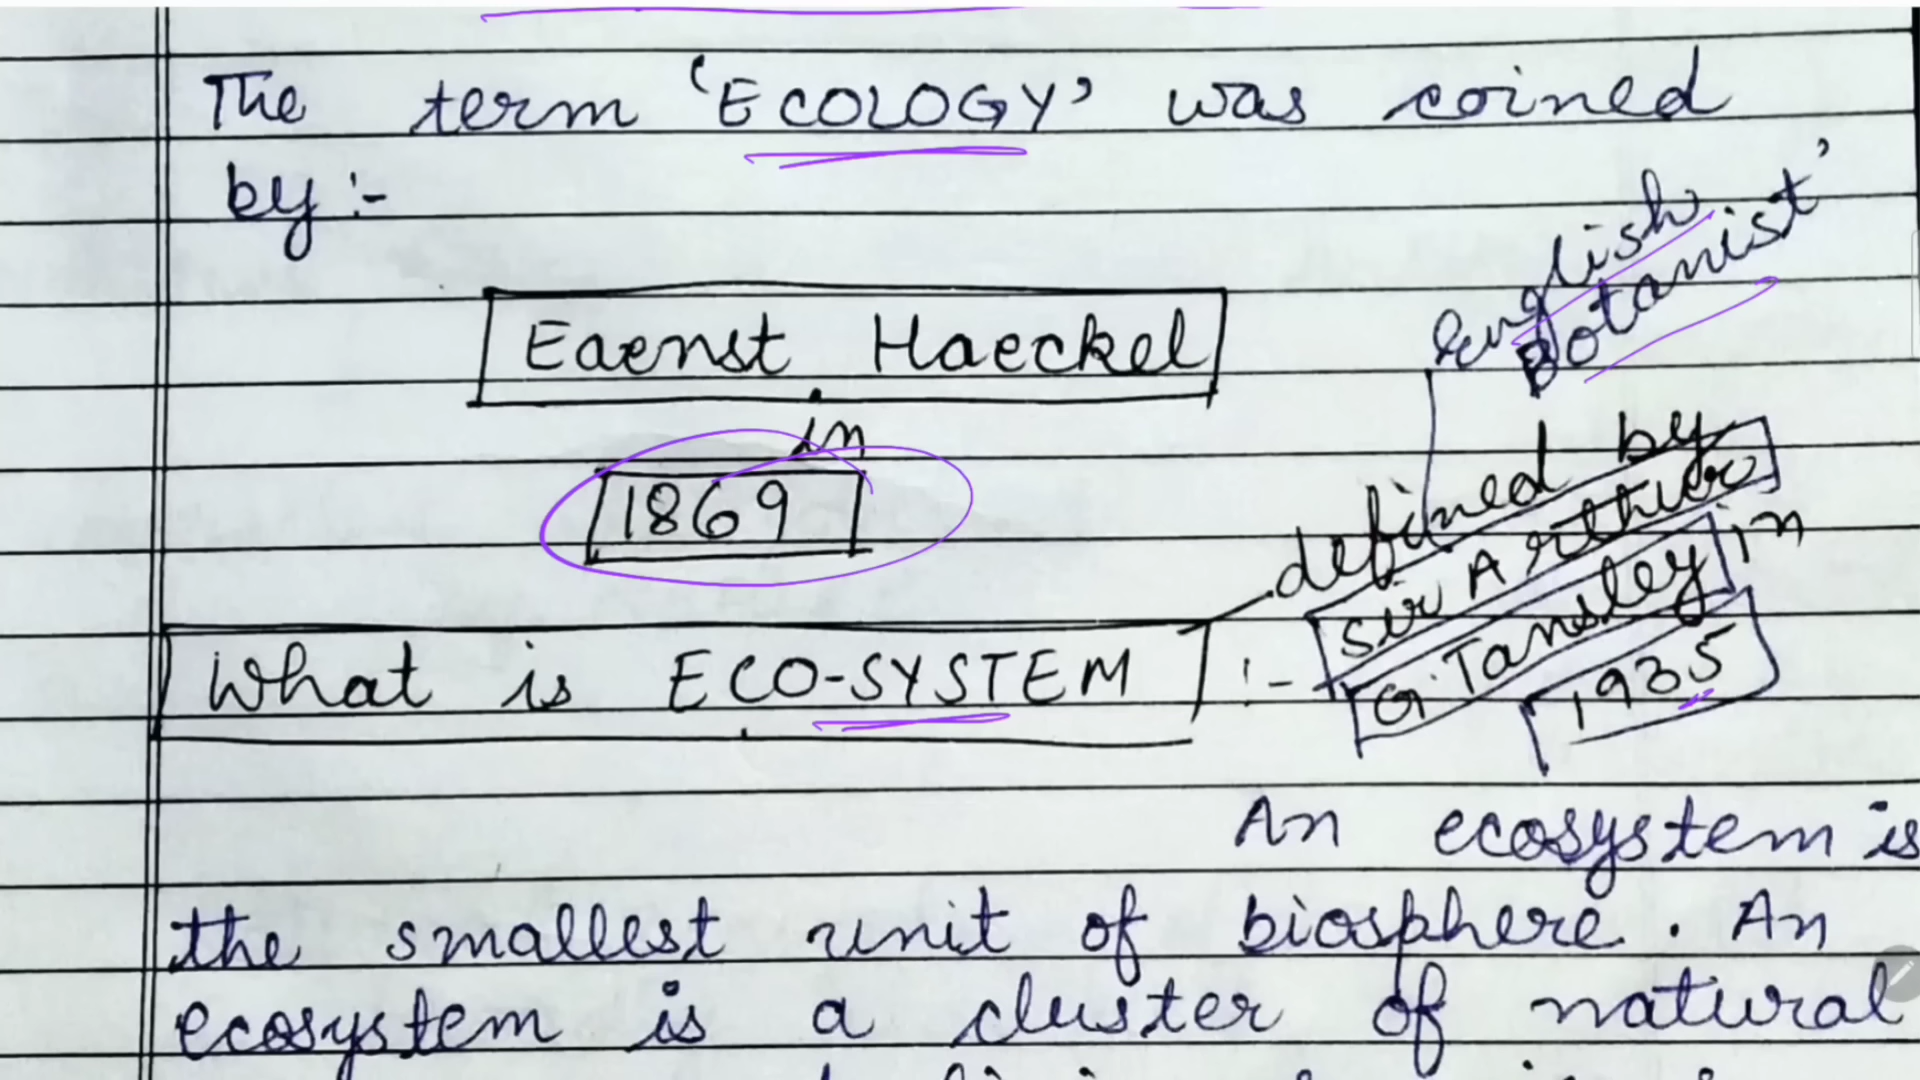 The term 'ECOLOGY' was coined
by :-
Eaenst Haeckel
in
1869
What is ECO-SYSTEM :-
english
Botanist'
defined by
Sir Arthur
G. Tansley in
1935
An ecosystem is
the smallest unit of biosphere. An
ecosystem is a cluster of natural